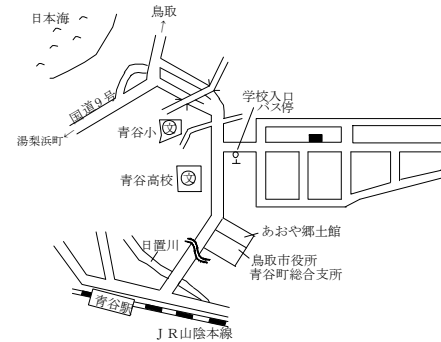 鳥取
日本海
国道9号
湯梨浜町
学校入口
バス停
青谷小
文
青谷高校
文
あおや郷土館
日置川
鳥取市役所
青谷町総合支所
青谷駅
ＪＲ山陰本線